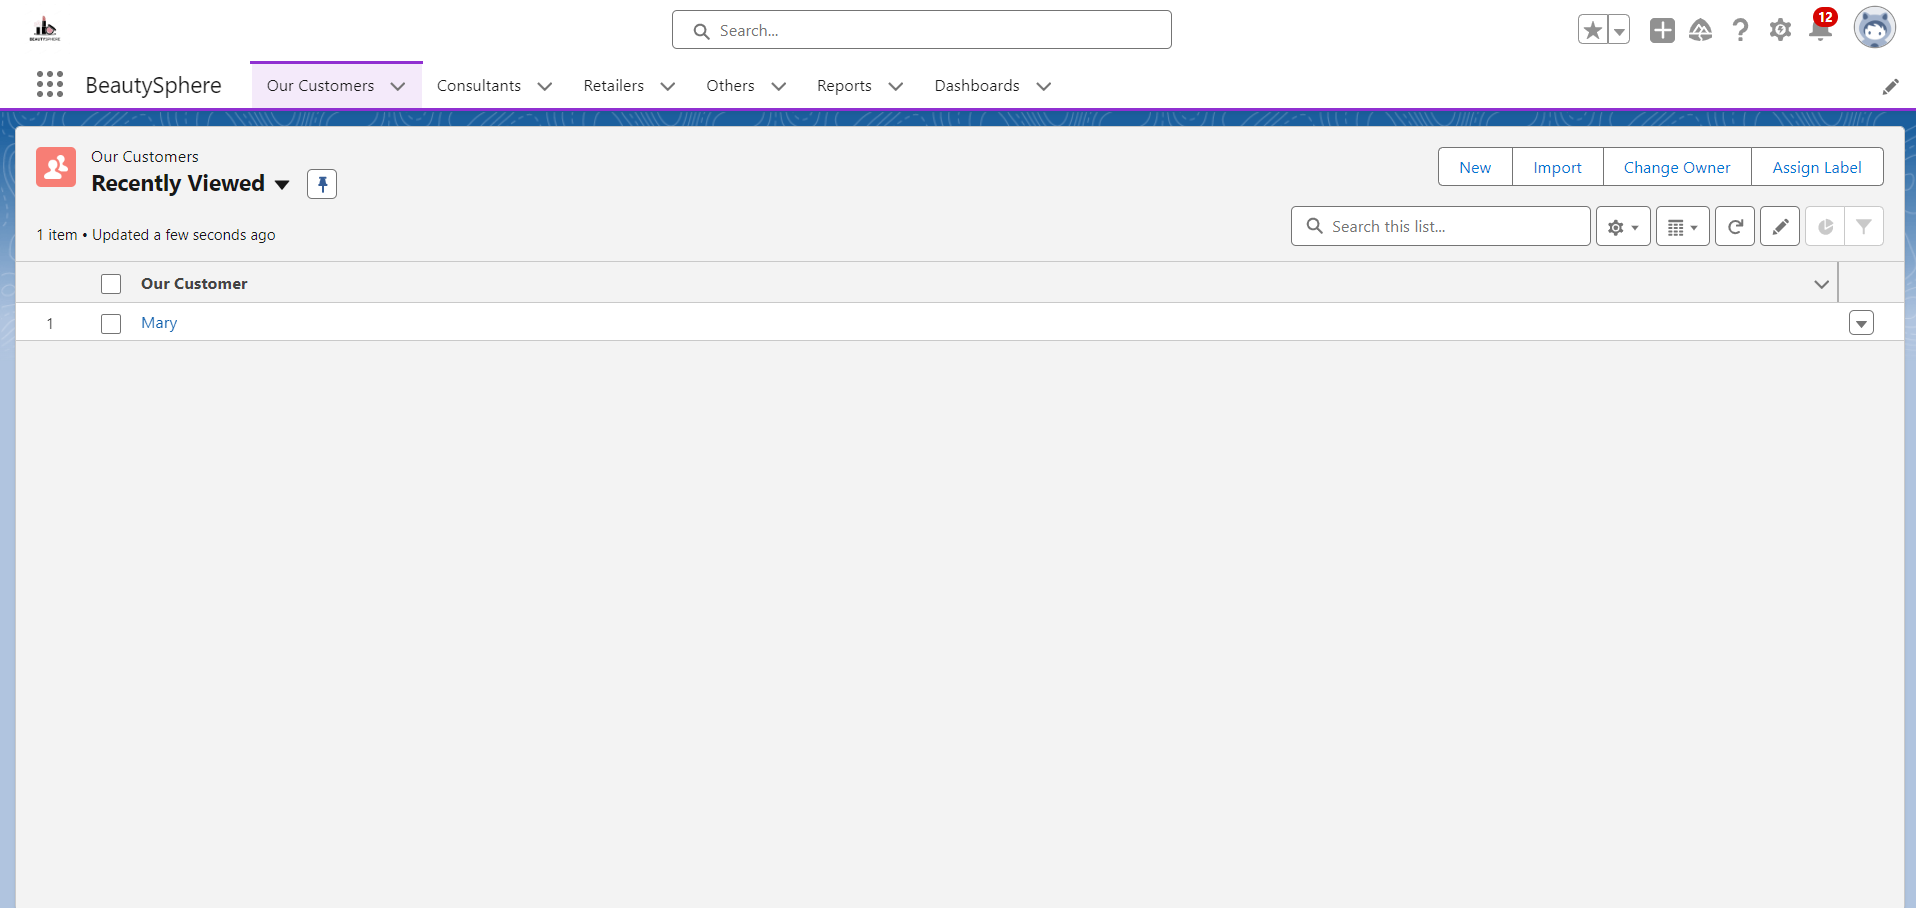 BEAUTYSPHERE
Search...
12
BeautySphere
Our Customers
Consultants
Retailers
Others
Reports
Dashboards
Our Customers
Recently Viewed
New
Import
Change Owner
Assign Label
1 item • Updated a few seconds ago
Search this list...
Our Customer
1
Mary